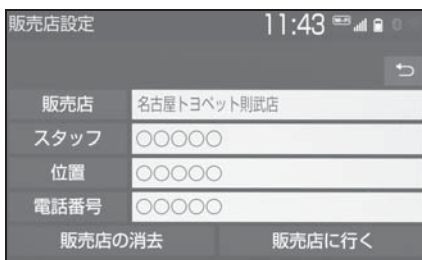 販売店設定 11:43
販売店 名古屋トヨペット則武店
スタッフ ○○○○○
位置 ○○○○○
電話番号 ○○○○○
販売店の消去 販売店に行く